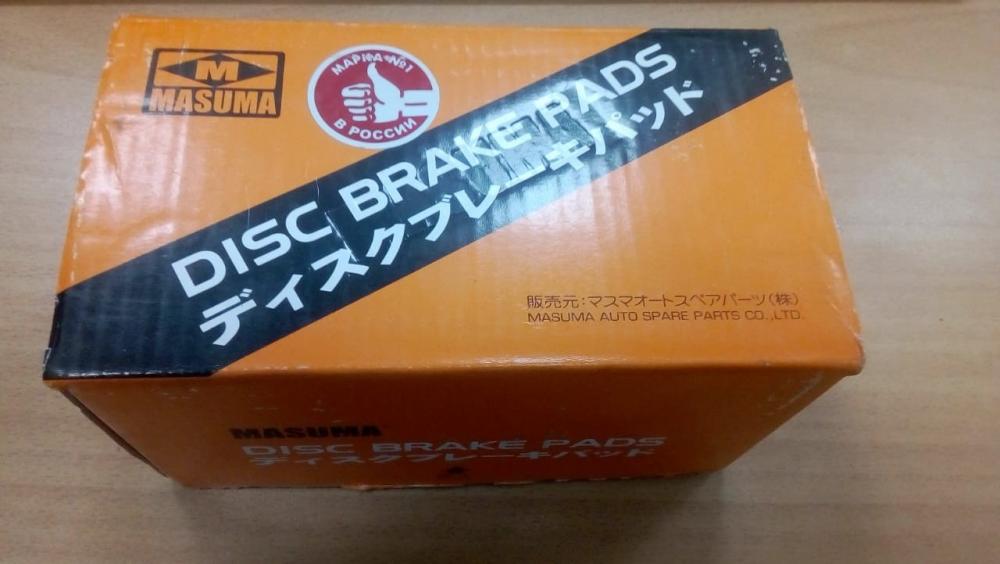 M
MASUMA
МАРКА №1
В РОССИИ
DISC BRAKE PADS
ディスクブレーキパッド
販売元:マスマオートスペアパーツ(株)
MASUMA AUTO SPARE PARTS CO.,LTD.
MASUMA
DISC BRAKE PADS
ディスクブレーキパッド